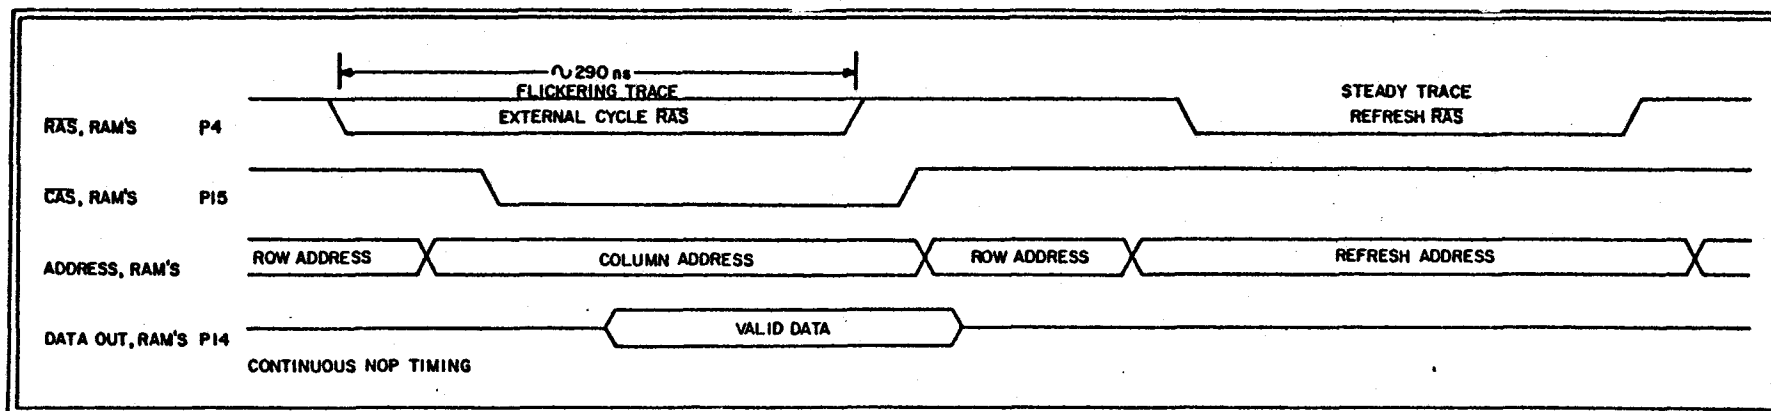 ~290 ns
FLICKERING TRACE
STEADY TRACE
RAS, RAM'S P4
EXTERNAL CYCLE RAS
REFRESH RAS
CAS, RAM'S P15
ADDRESS, RAM'S
ROW ADDRESS
COLUMN ADDRESS
ROW ADDRESS
REFRESH ADDRESS
DATA OUT, RAM'S P14
VALID DATA
CONTINUOUS NOP TIMING